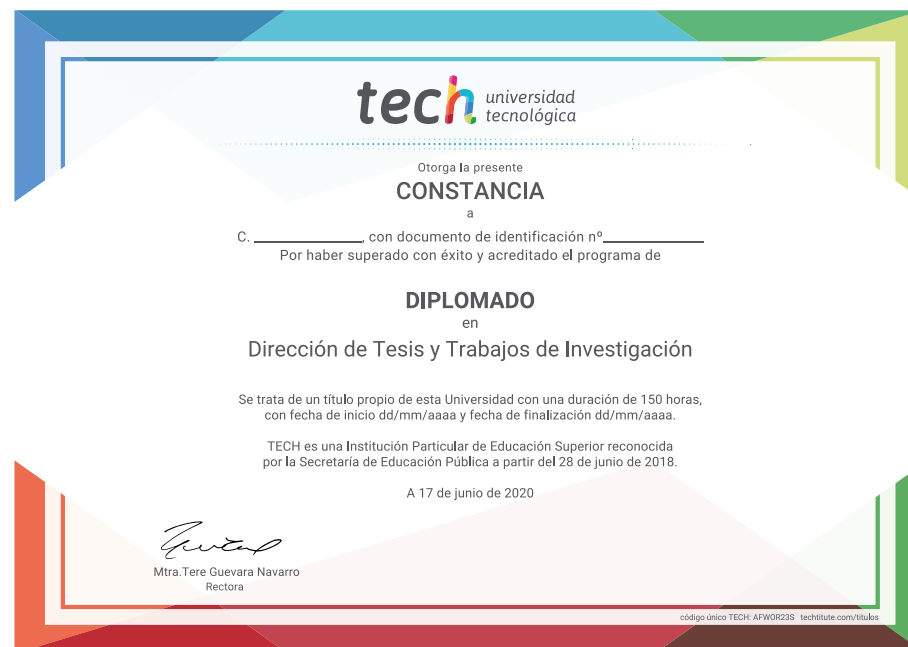 tech universidad
tecnológica
Otorga la presente
CONSTANCIA
a
C. ____________, con documento de identificación nº____________
Por haber superado con éxito y acreditado el programa de
DIPLOMADO
en
Dirección de Tesis y Trabajos de Investigación
Se trata de un título propio de esta Universidad con una duración de 150 horas,
con fecha de inicio dd/mm/aaaa y fecha de finalización dd/mm/aaaa.
TECH es una Institución Particular de Educación Superior reconocida
por la Secretaría de Educación Pública a partir del 28 de junio de 2018.
A 17 de junio de 2020
Mtra.Tere Guevara Navarro
Rectora
código único TECH: AFWOR23S techtitute.com/titulos